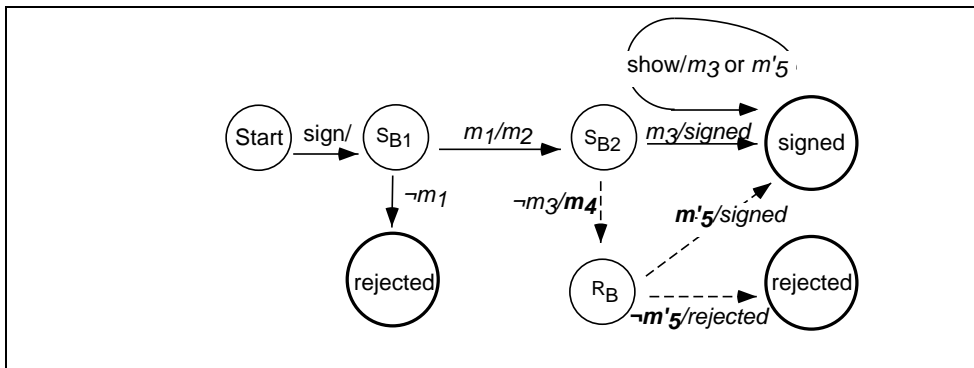 show/m3 or m'5
Start
sign/
SB1
m1/m2
SB2
m3/signed
signed
¬m1
¬m3/m4
m'5/signed
rejected
RB
rejected
¬m'5/rejected